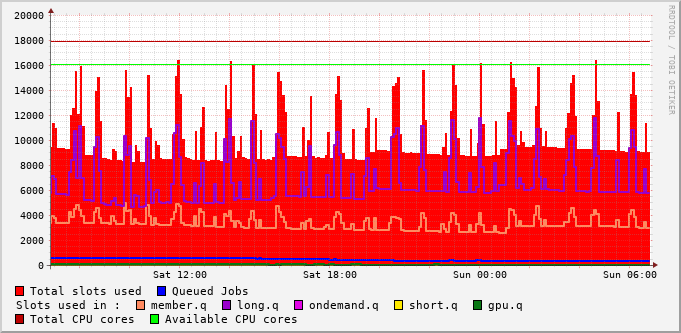 20000
18000
16000
14000
12000
10000
8000
6000
4000
2000
0
Sat 12:00 Sat 18:00 Sun 00:00 Sun 06:00
RRDTOOL / TOBI OETIKER
Total slots used Queued Jobs
Slots used in : member.q long.q ondemand.q short.q gpu.q
Total CPU cores Available CPU cores